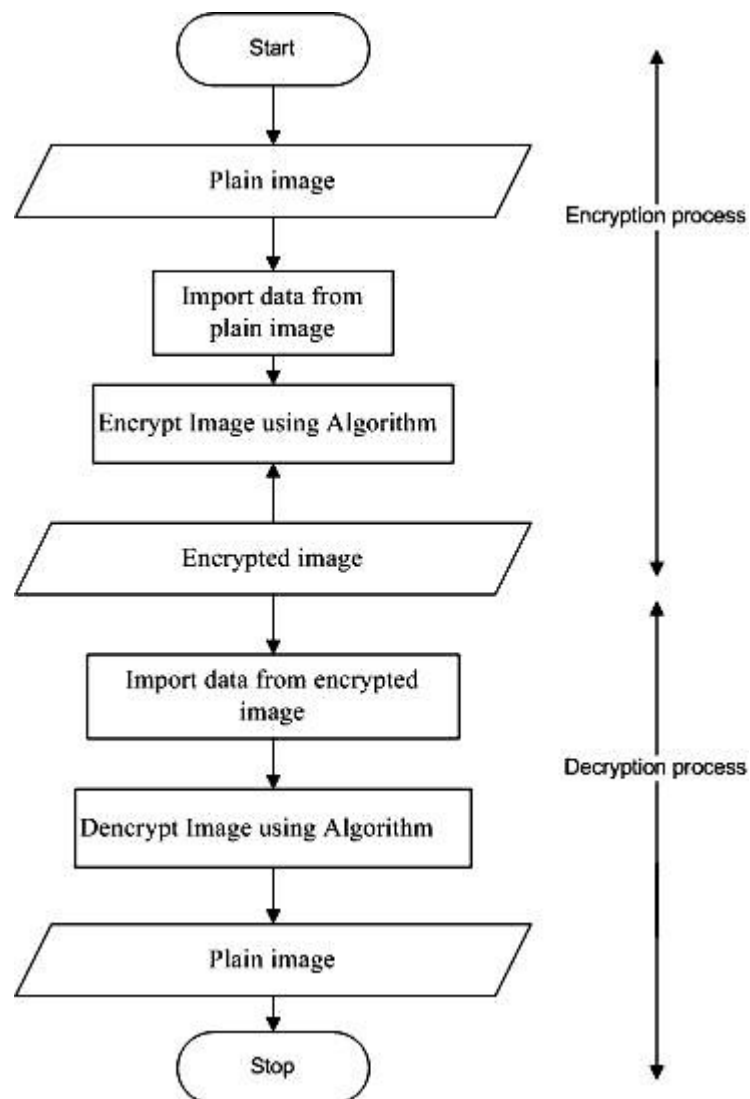 Start
Plain image
Encryption process
Import data from
plain image
Encrypt Image using Algorithm
Encrypted image
Import data from encrypted
image
Decryption process
Dencrypt Image using Algorithm
Plain image
Stop